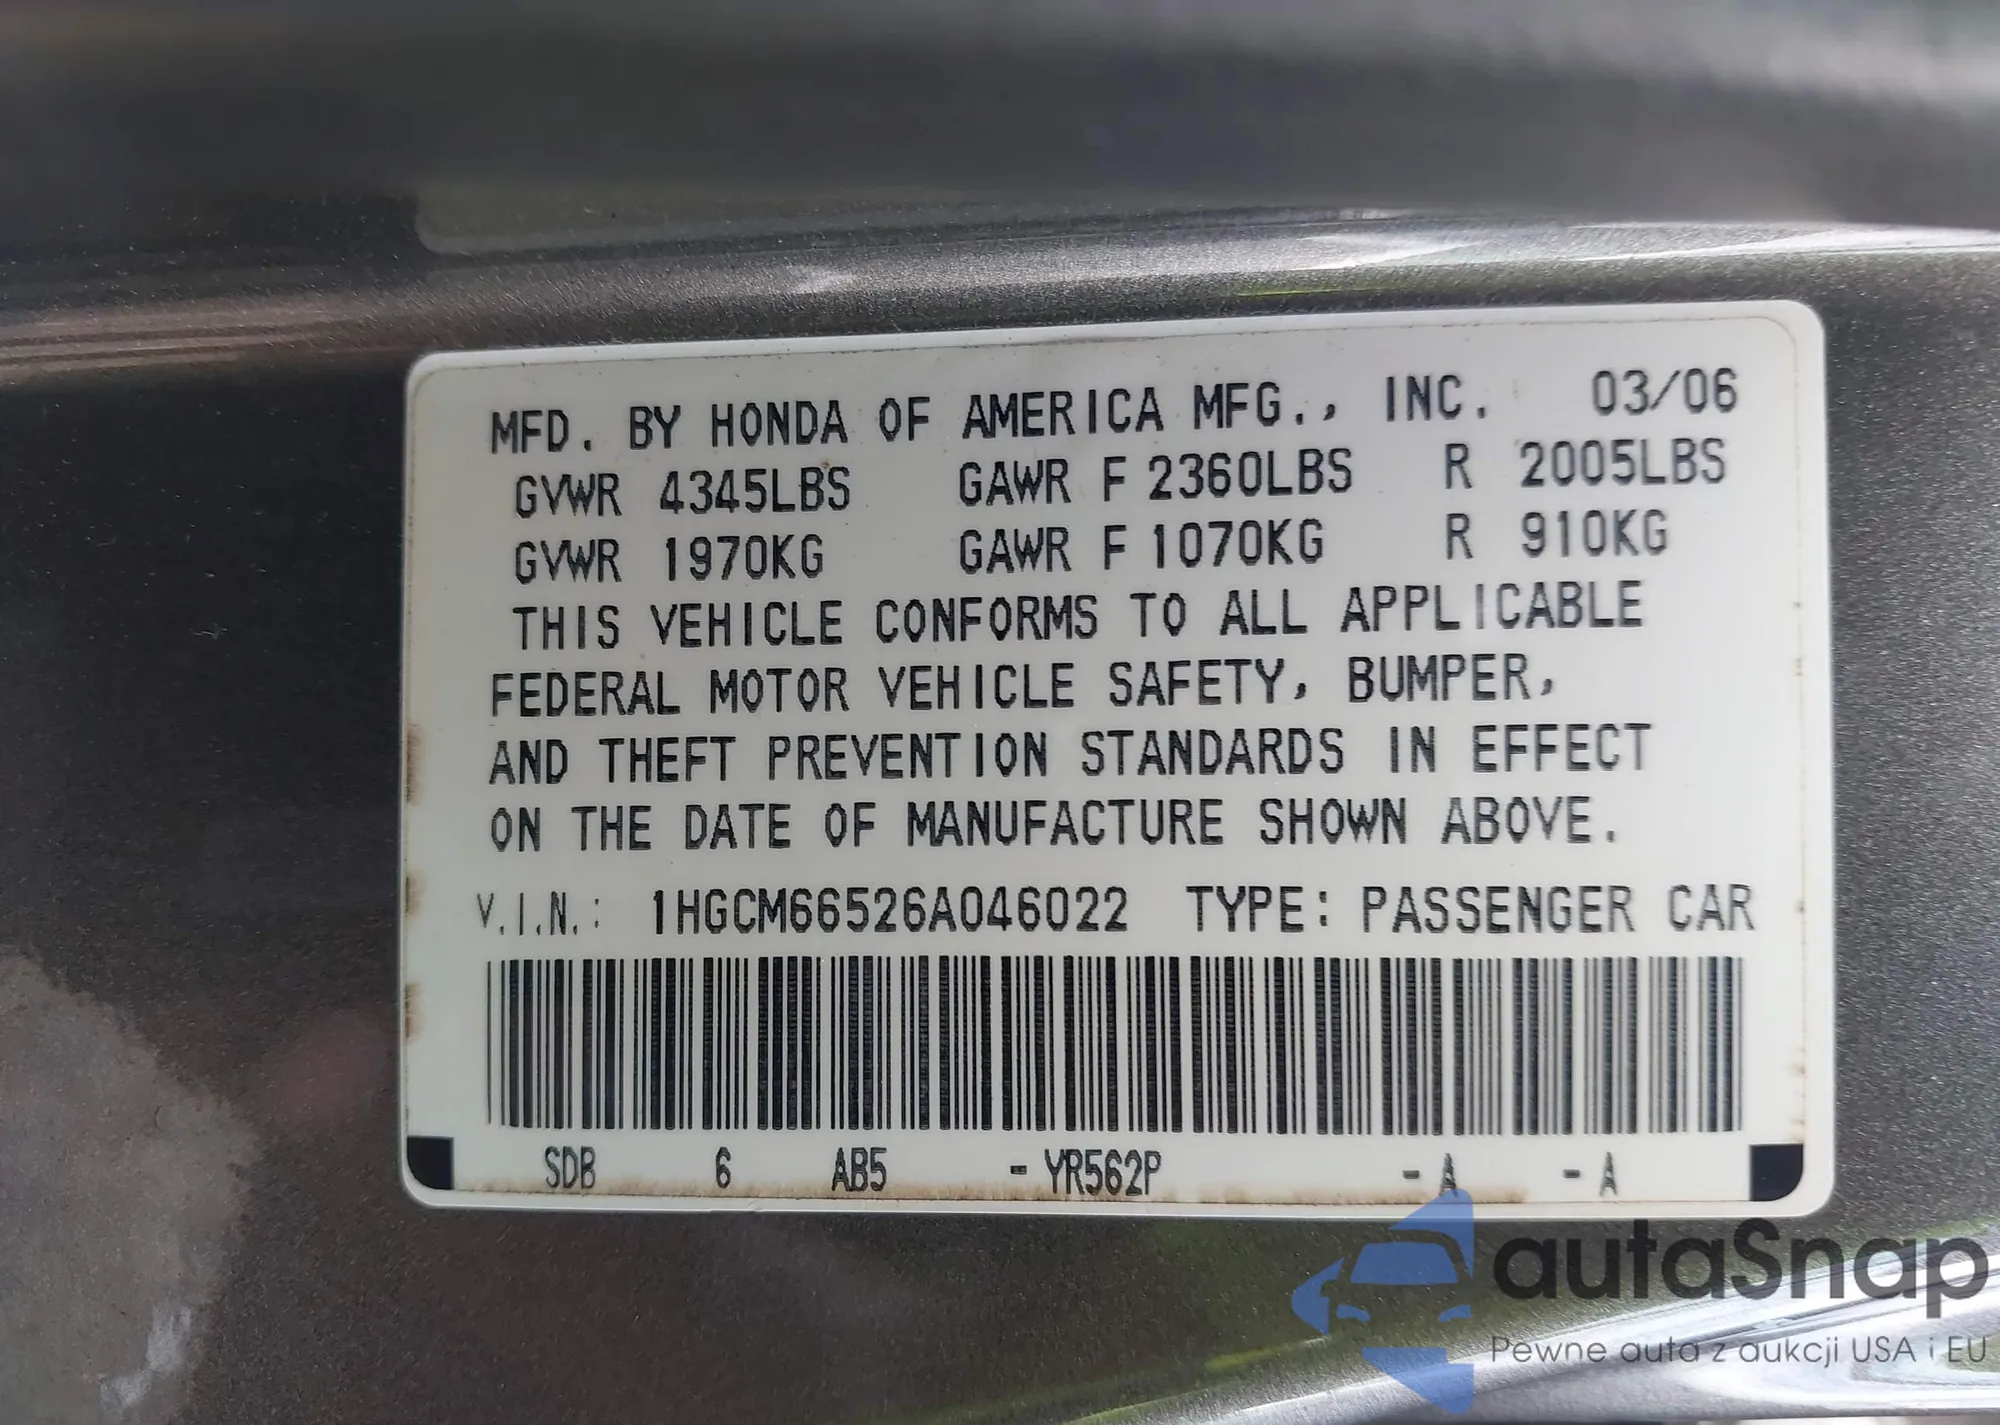 MFD. BY HONDA OF AMERICA MFG., INC. 03/06
GVWR 4345LBS GAWR F 2360LBS R 2005LBS
GVWR 1970KG GAWR F 1070KG R 910KG
THIS VEHICLE CONFORMS TO ALL APPLICABLE
FEDERAL MOTOR VEHICLE SAFETY, BUMPER,
AND THEFT PREVENTION STANDARDS IN EFFECT
ON THE DATE OF MANUFACTURE SHOWN ABOVE.
V.I.N.: 1HGCM66526A046022 TYPE: PASSENGER CAR
SDB 6 AB5 - YR562P - A - A
autaSnap
Pewne auta z aukcji USA i EU